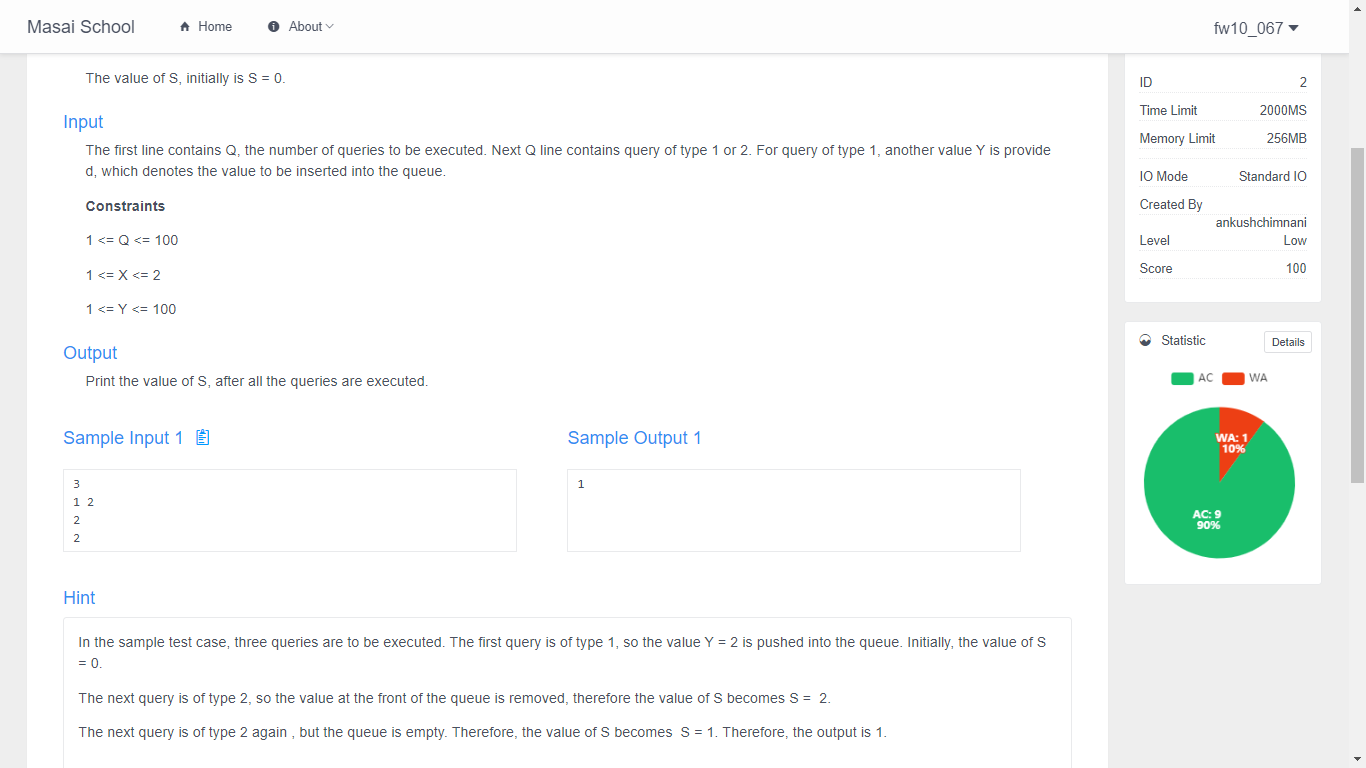 Masai School
Home
About
fw10_067
The value of S, initially is S = 0.
Input
The first line contains Q, the number of queries to be executed. Next Q line contains query of type 1 or 2. For query of type 1, another value Y is provide
d, which denotes the value to be inserted into the queue.
Constraints
1 <= Q <= 100
1 <= X <= 2
1 <= Y <= 100
Output
Print the value of S, after all the queries are executed.
Sample Input 1
3
1 2
2
2
Sample Output 1
1
Hint
In the sample test case, three queries are to be executed. The first query is of type 1, so the value Y = 2 is pushed into the queue. Initially, the value of S
= 0.
The next query is of type 2, so the value at the front of the queue is removed, therefore the value of S becomes S =  2.
The next query is of type 2 again , but the queue is empty. Therefore, the value of S becomes  S = 1. Therefore, the output is 1.
ID 2
Time Limit 2000MS
Memory Limit 256MB
IO Mode Standard IO
Created By
ankushchimnani
Level Low
Score 100
Statistic
Details
AC WA
WA: 1
10%
AC: 9
90%